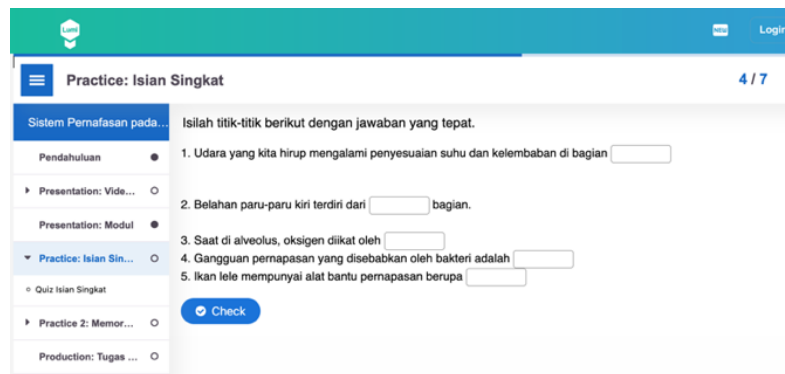 Lumi
NEW
Login
Practice: Isian Singkat
4 / 7
Sistem Pernafasan pada...
Pendahuluan
Presentation: Vide...
Presentation: Modul
Practice: Isian Sin...
Quiz Isian Singkat
Practice 2: Memor...
Production: Tugas ...
Isilah titik-titik berikut dengan jawaban yang tepat.
1. Udara yang kita hirup mengalami penyesuaian suhu dan kelembaban di bagian
2. Belahan paru-paru kiri terdiri dari bagian.
3. Saat di alveolus, oksigen diikat oleh
4. Gangguan pernapasan yang disebabkan oleh bakteri adalah
5. Ikan lele mempunyai alat bantu pernapasan berupa
Check